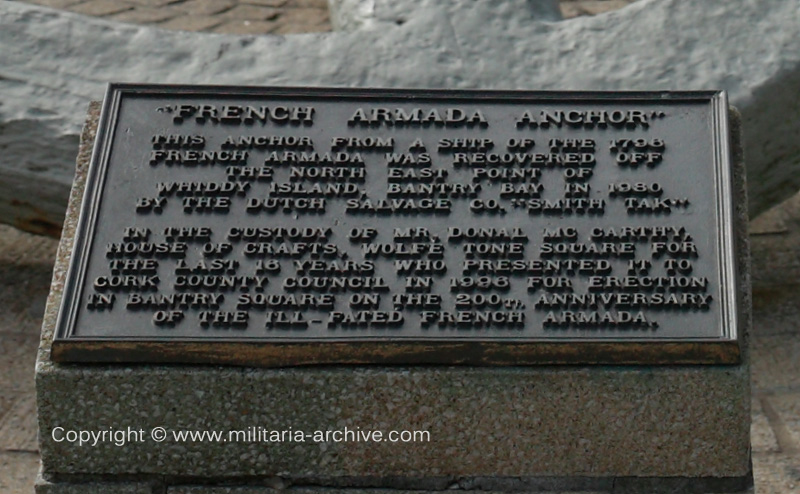 "FRENCH ARMADA ANCHOR"
THIS ANCHOR FROM A SHIP OF THE 1796
FRENCH ARMADA WAS RECOVERED OFF
THE NORTH EAST POINT OF
WHIDDY ISLAND, BANTRY BAY IN 1980
BY THE DUTCH SALVAGE CO. "SMITH TAK"
IN THE CUSTODY OF MR. DONAL MC CARTHY,
HOUSE OF CRAFTS, WOLFE TONE SQUARE FOR
THE LAST 16 YEARS WHO PRESENTED IT TO
CORK COUNTY COUNCIL IN 1996 FOR ERECTION
IN BANTRY SQUARE ON THE 200TH ANNIVERSARY
OF THE ILL-FATED FRENCH ARMADA.
Copyright © www.militaria-archive.com